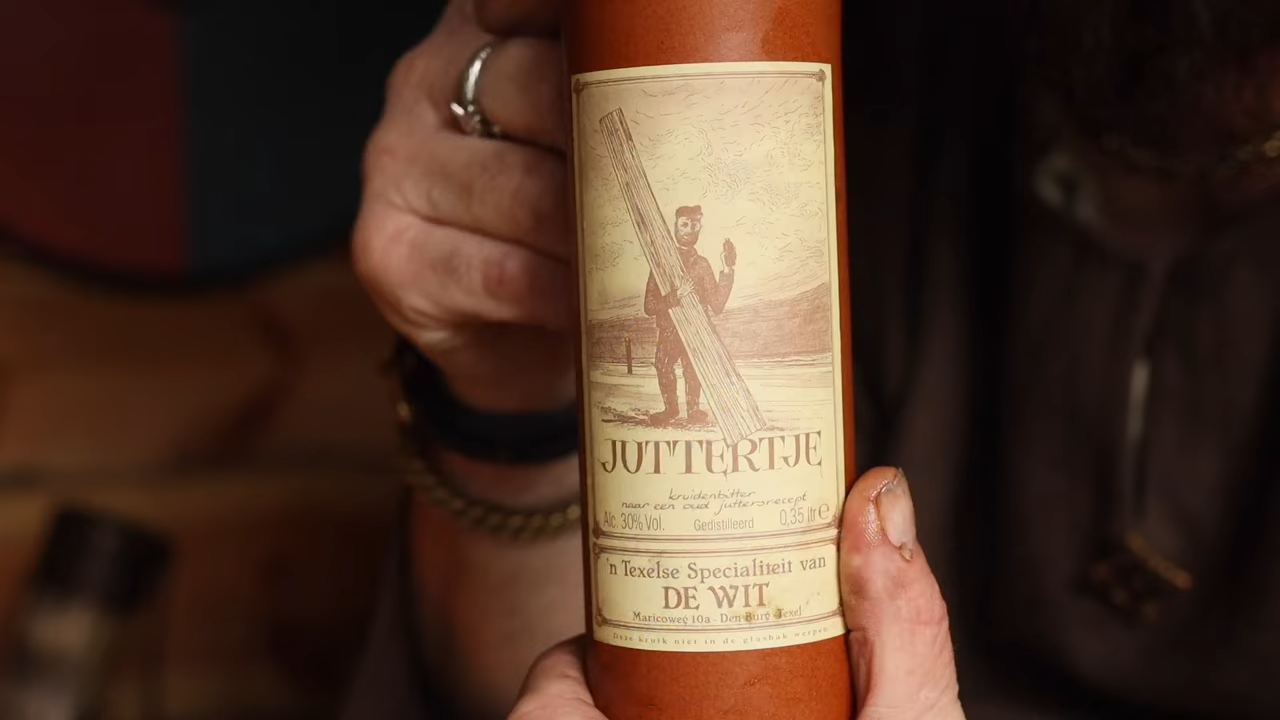 JUTTERTJE
kruidenbitter
naar een oud juttersrecept
Alc. 30% Vol. Gedistilleerd 0,35 ltr ℮
'n Texelse Specialiteit van
DE WIT
Maricoweg 10a - Den Burg - Texel
Deze kruik niet in de glasbak werpen